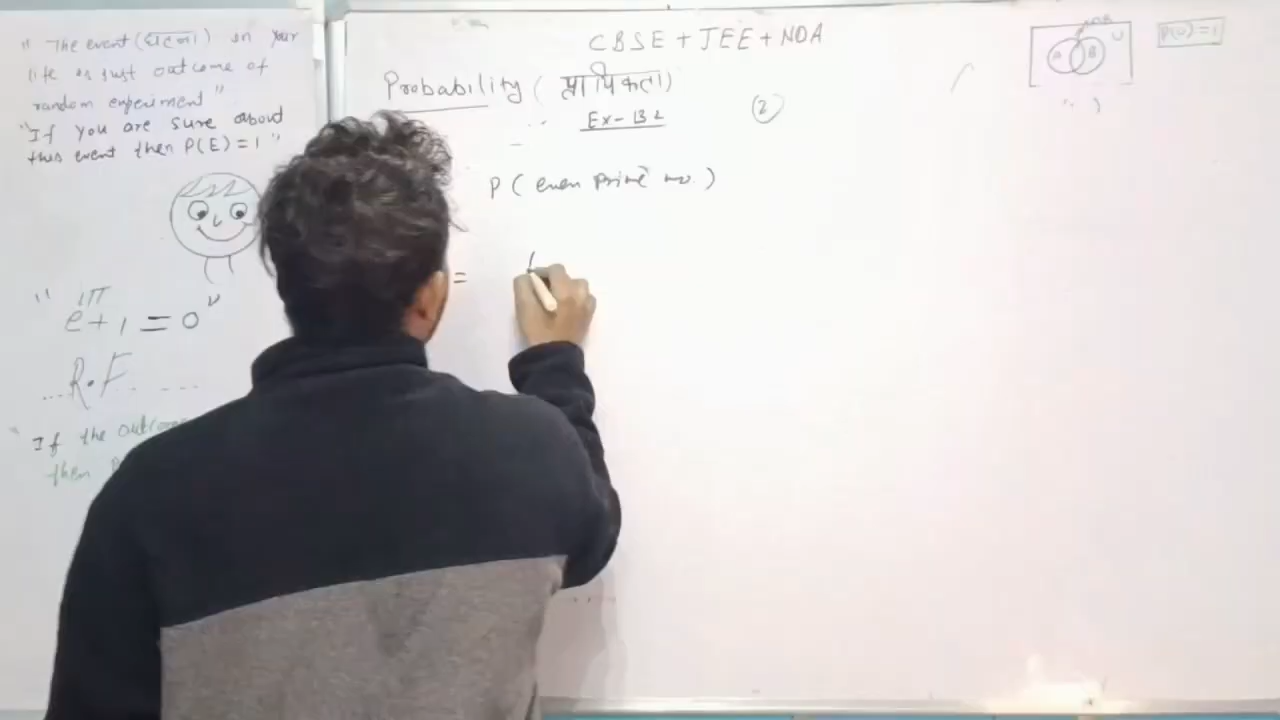 " The event (घटना) in your
life is just outcome of
random experiment "
"If you are sure about
this event then P(E)=1 "
" e^iπ + 1 = 0 "
...R.F. ....
If the outcome
then
CBSE + JEE + NDA
Probability ( प्रायिकता)
Ex- 13.2
(2)
P ( even prime no. )
=
A B U
P(U) = 1